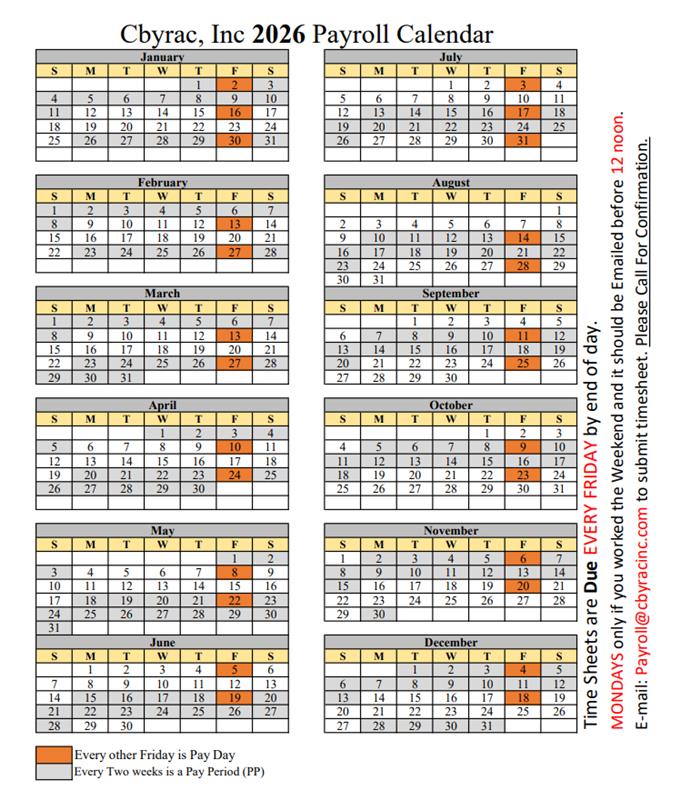 Cbyrac, Inc 2026 Payroll Calendar
January
S M T W T F S
1 2 3
4 5 6 7 8 9 10
11 12 13 14 15 16 17
18 19 20 21 22 23 24
25 26 27 28 29 30 31
February
S M T W T F S
1 2 3 4 5 6 7
8 9 10 11 12 13 14
15 16 17 18 19 20 21
22 23 24 25 26 27 28
March
S M T W T F S
1 2 3 4 5 6 7
8 9 10 11 12 13 14
15 16 17 18 19 20 21
22 23 24 25 26 27 28
29 30 31
April
S M T W T F S
1 2 3 4
5 6 7 8 9 10 11
12 13 14 15 16 17 18
19 20 21 22 23 24 25
26 27 28 29 30
May
S M T W T F S
1 2
3 4 5 6 7 8 9
10 11 12 13 14 15 16
17 18 19 20 21 22 23
24 25 26 27 28 29 30
31
June
S M T W T F S
1 2 3 4 5 6
7 8 9 10 11 12 13
14 15 16 17 18 19 20
21 22 23 24 25 26 27
28 29 30
July
S M T W T F S
1 2 3 4
5 6 7 8 9 10 11
12 13 14 15 16 17 18
19 20 21 22 23 24 25
26 27 28 29 30 31
August
S M T W T F S
1
2 3 4 5 6 7 8
9 10 11 12 13 14 15
16 17 18 19 20 21 22
23 24 25 26 27 28 29
30 31
September
S M T W T F S
1 2 3 4 5
6 7 8 9 10 11 12
13 14 15 16 17 18 19
20 21 22 23 24 25 26
27 28 29 30
October
S M T W T F S
1 2 3
4 5 6 7 8 9 10
11 12 13 14 15 16 17
18 19 20 21 22 23 24
25 26 27 28 29 30 31
November
S M T W T F S
1 2 3 4 5 6 7
8 9 10 11 12 13 14
15 16 17 18 19 20 21
22 23 24 25 26 27 28
29 30
December
S M T W T F S
1 2 3 4 5
6 7 8 9 10 11 12
13 14 15 16 17 18 19
20 21 22 23 24 25 26
27 28 29 30 31
Every other Friday is Pay Day
Every Two weeks is a Pay Period (PP)
Time Sheets are Due EVERY FRIDAY by end of day.
MONDAYS only if you worked the Weekend and it should be Emailed before 12 noon.
E-mail: Payroll@cbyracinc.com to submit timesheet. Please Call For Confirmation.